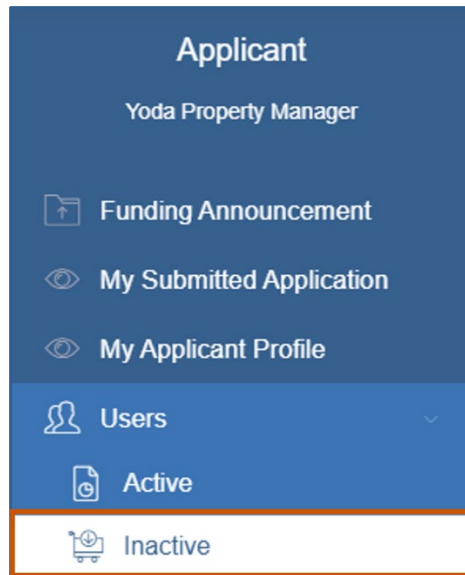 Applicant
Yoda Property Manager
Funding Announcement
My Submitted Application
My Applicant Profile
Users
Active
Inactive